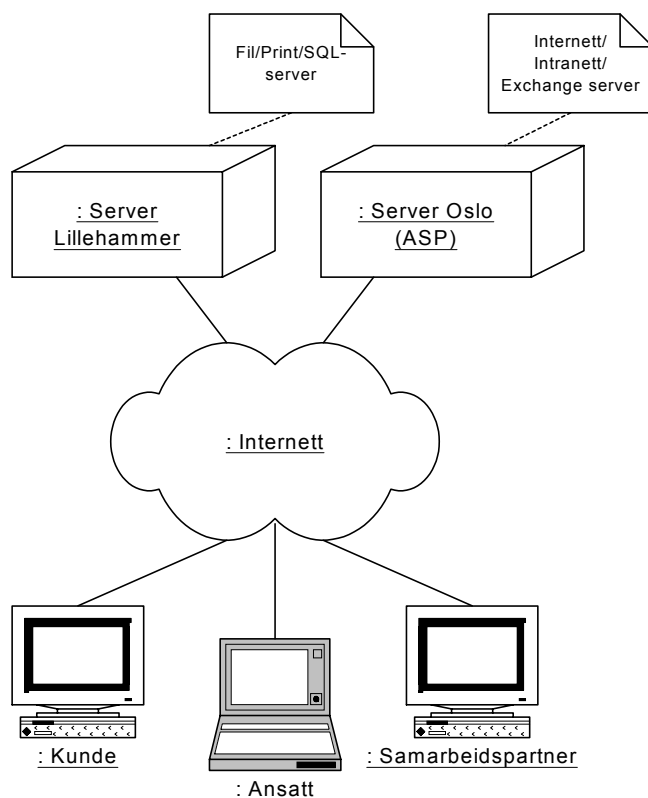 Fil/Print/SQL-
server
Internett/
Intranett/
Exchange server
: Server
Lillehammer
: Server Oslo
(ASP)
: Internett
: Kunde
: Ansatt
: Samarbeidspartner